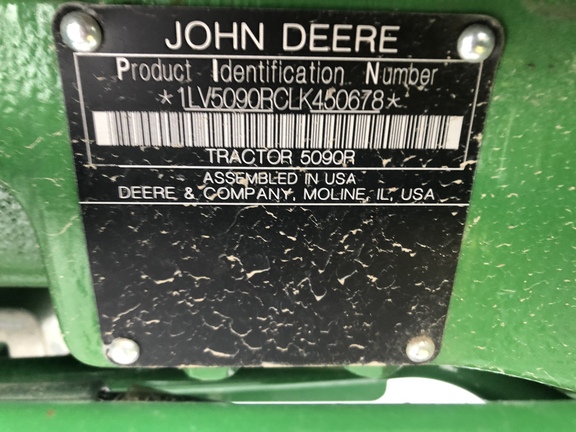 JOHN DEERE
Product Identification Number
*1LV5090RCLK450678*
TRACTOR 5090R
ASSEMBLED IN USA
DEERE & COMPANY, MOLINE, IL, USA